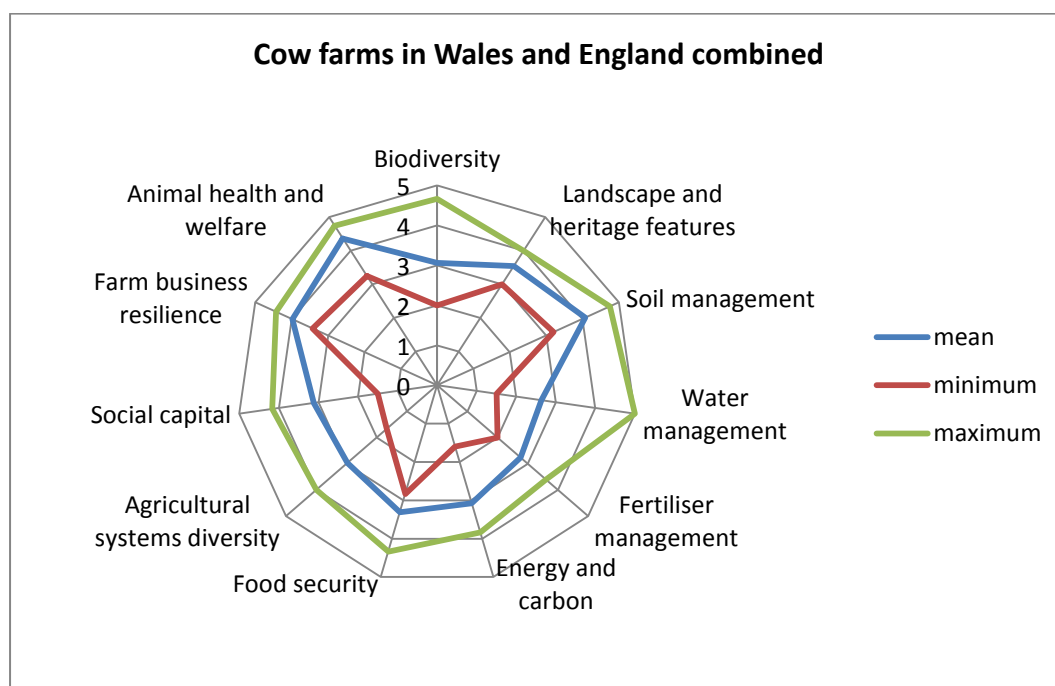 Cow farms in Wales and England combined
Biodiversity
Landscape and
heritage features
Soil management
Water
management
Fertiliser
management
Energy and
carbon
Food security
Agricultural
systems diversity
Social capital
Farm business
resilience
Animal health and
welfare
5
4
3
2
1
0
mean
minimum
maximum